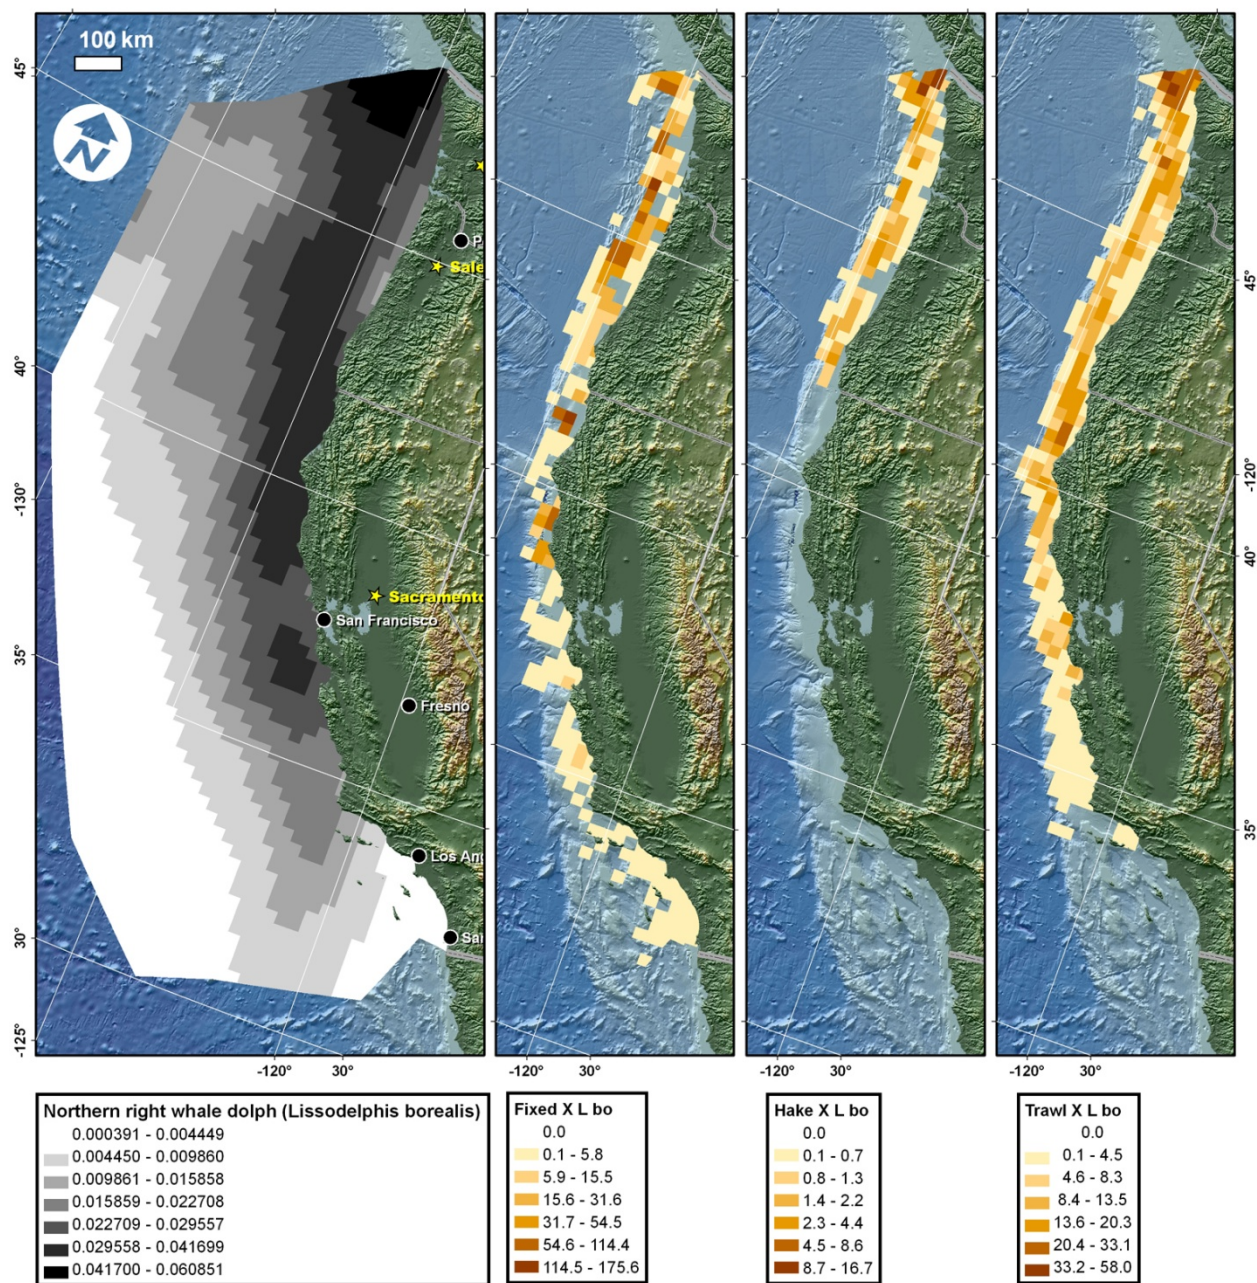 100 km
N
45°
40°
-130°
35°
30°
-125°
P
Sale
Sacramento
San Francisco
Fresno
Los Ang
San
45°
-120°
40°
35°
-120° 30°
-120° 30°
-120° 30°
-120° 30°
Northern right whale dolph (Lissodelphis borealis)
0.000391 - 0.004449
0.004450 - 0.009860
0.009861 - 0.015858
0.015859 - 0.022708
0.022709 - 0.029557
0.029558 - 0.041699
0.041700 - 0.060851
Fixed X L bo
0.0
0.1 - 5.8
5.9 - 15.5
15.6 - 31.6
31.7 - 54.5
54.6 - 114.4
114.5 - 175.6
Hake X L bo
0.0
0.1 - 0.7
0.8 - 1.3
1.4 - 2.2
2.3 - 4.4
4.5 - 8.6
8.7 - 16.7
Trawl X L bo
0.0
0.1 - 4.5
4.6 - 8.3
8.4 - 13.5
13.6 - 20.3
20.4 - 33.1
33.2 - 58.0